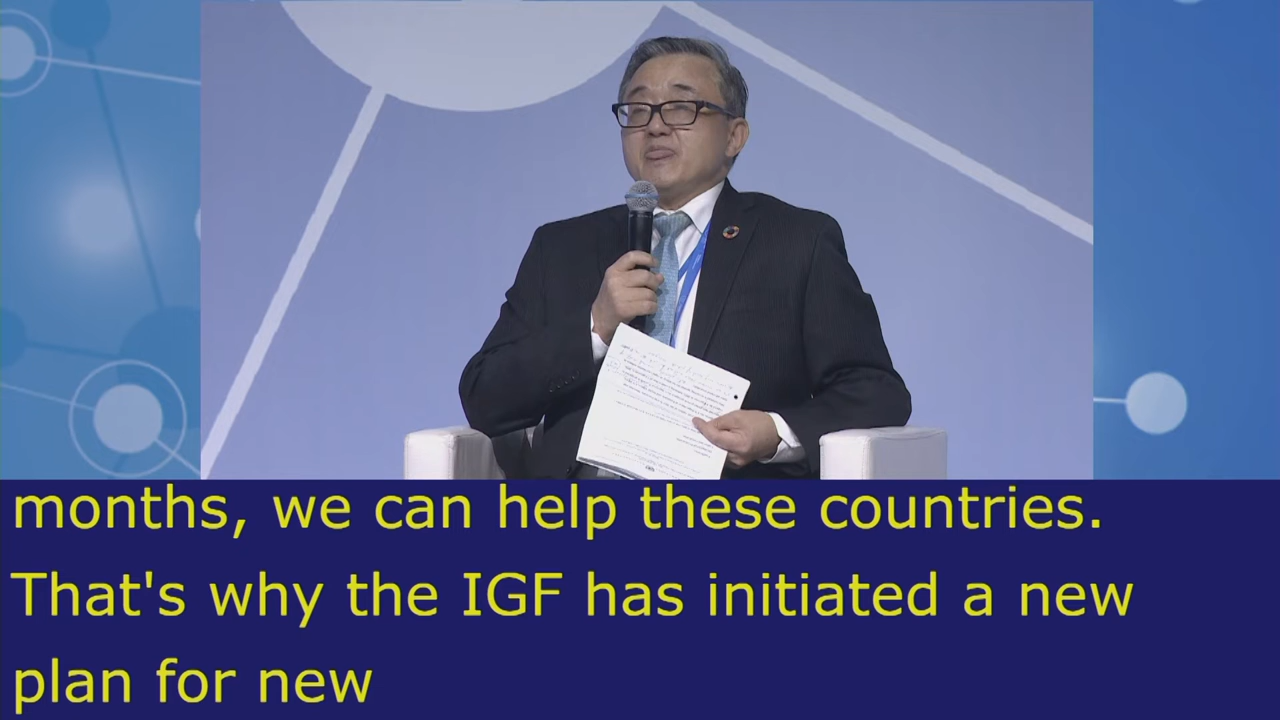 months, we can help these countries.
That's why the IGF has initiated a new
plan for new